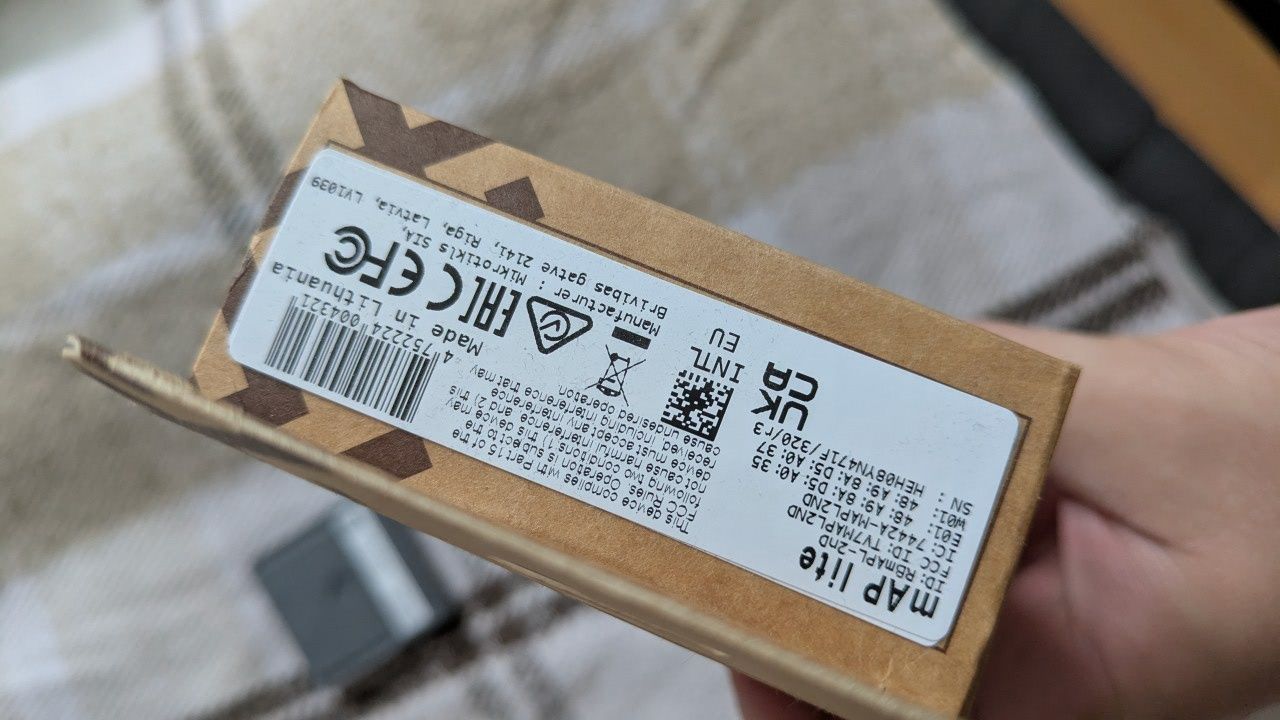 mAP lite
ID: RBmAPL-2nD
FCC ID: TV7MAPL2ND
IC: 7442A-MAPL2ND
E01: 48: A9: 8A: D5: A0: 35
W01: 48: A9: 8A: D5: A0: 37
SN : HEH08YN471F/320/r3
UK
CA
This device complies with Part 15 of the
FCC Rules. Operation is subject to the
following two conditions: (1) this device may
not cause harmful interference, and (2) this
device must accept any interference
received, including interference that may
cause undesired operation.
INTL
EU
Manufacturer : Mikrotikls SIA,
Brivibas gatve 214i, Riga, Latvia, LV1039
EAC CE FC
Made in Lithuania
4 752224 004321